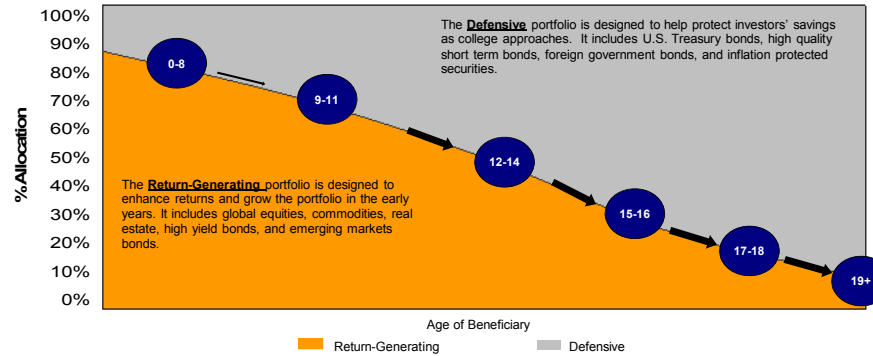 100%
90%
80%
70%
60%
50%
40%
30%
20%
10%
0%
%Allocation
The Defensive portfolio is designed to help protect investors' savings
as college approaches. It includes U.S. Treasury bonds, high quality
short term bonds, foreign government bonds, and inflation protected
securities.
0-8
9-11
12-14
15-16
17-18
19+
The Return-Generating portfolio is designed to
enhance returns and grow the portfolio in the early
years. It includes global equities, commodities, real
estate, high yield bonds, and emerging markets
bonds.
Age of Beneficiary
Return-Generating
Defensive